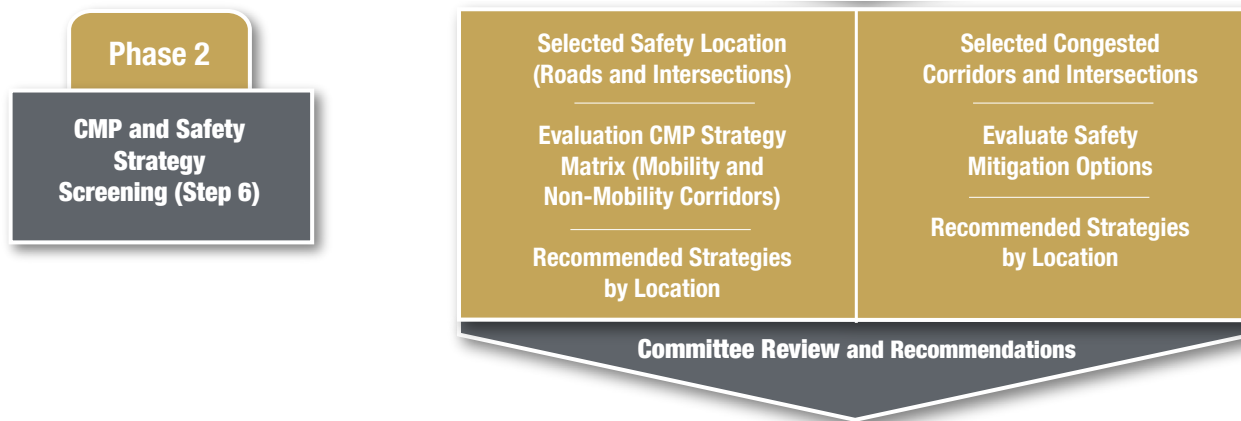 Phase 2
CMP and Safety
Strategy
Screening (Step 6)
Selected Safety Location
(Roads and Intersections)
Evaluation CMP Strategy
Matrix (Mobility and
Non-Mobility Corridors)
Recommended Strategies
by Location
Selected Congested
Corridors and Intersections
Evaluate Safety
Mitigation Options
Recommended Strategies
by Location
Committee Review and Recommendations